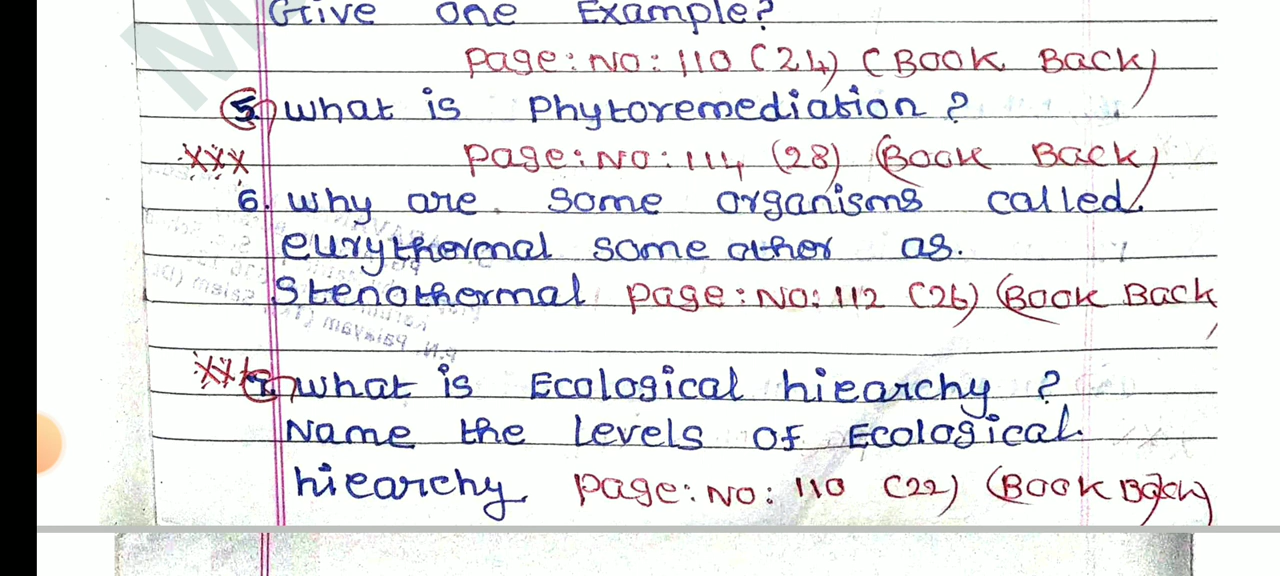 Give one Example?
Page: No: 110 (24) (Book Back)
5) What is Phytoremediation?
xxx Page: No: 114 (28) (Book Back)
6. Why are some organisms called
eurythermal some other as.
Stenothermal Page: No: 112 (26) (Book Back
xx What is Ecological hiearchy?
Name the levels of Ecological
hiearchy Page: No: 110 (22) (Book Back)